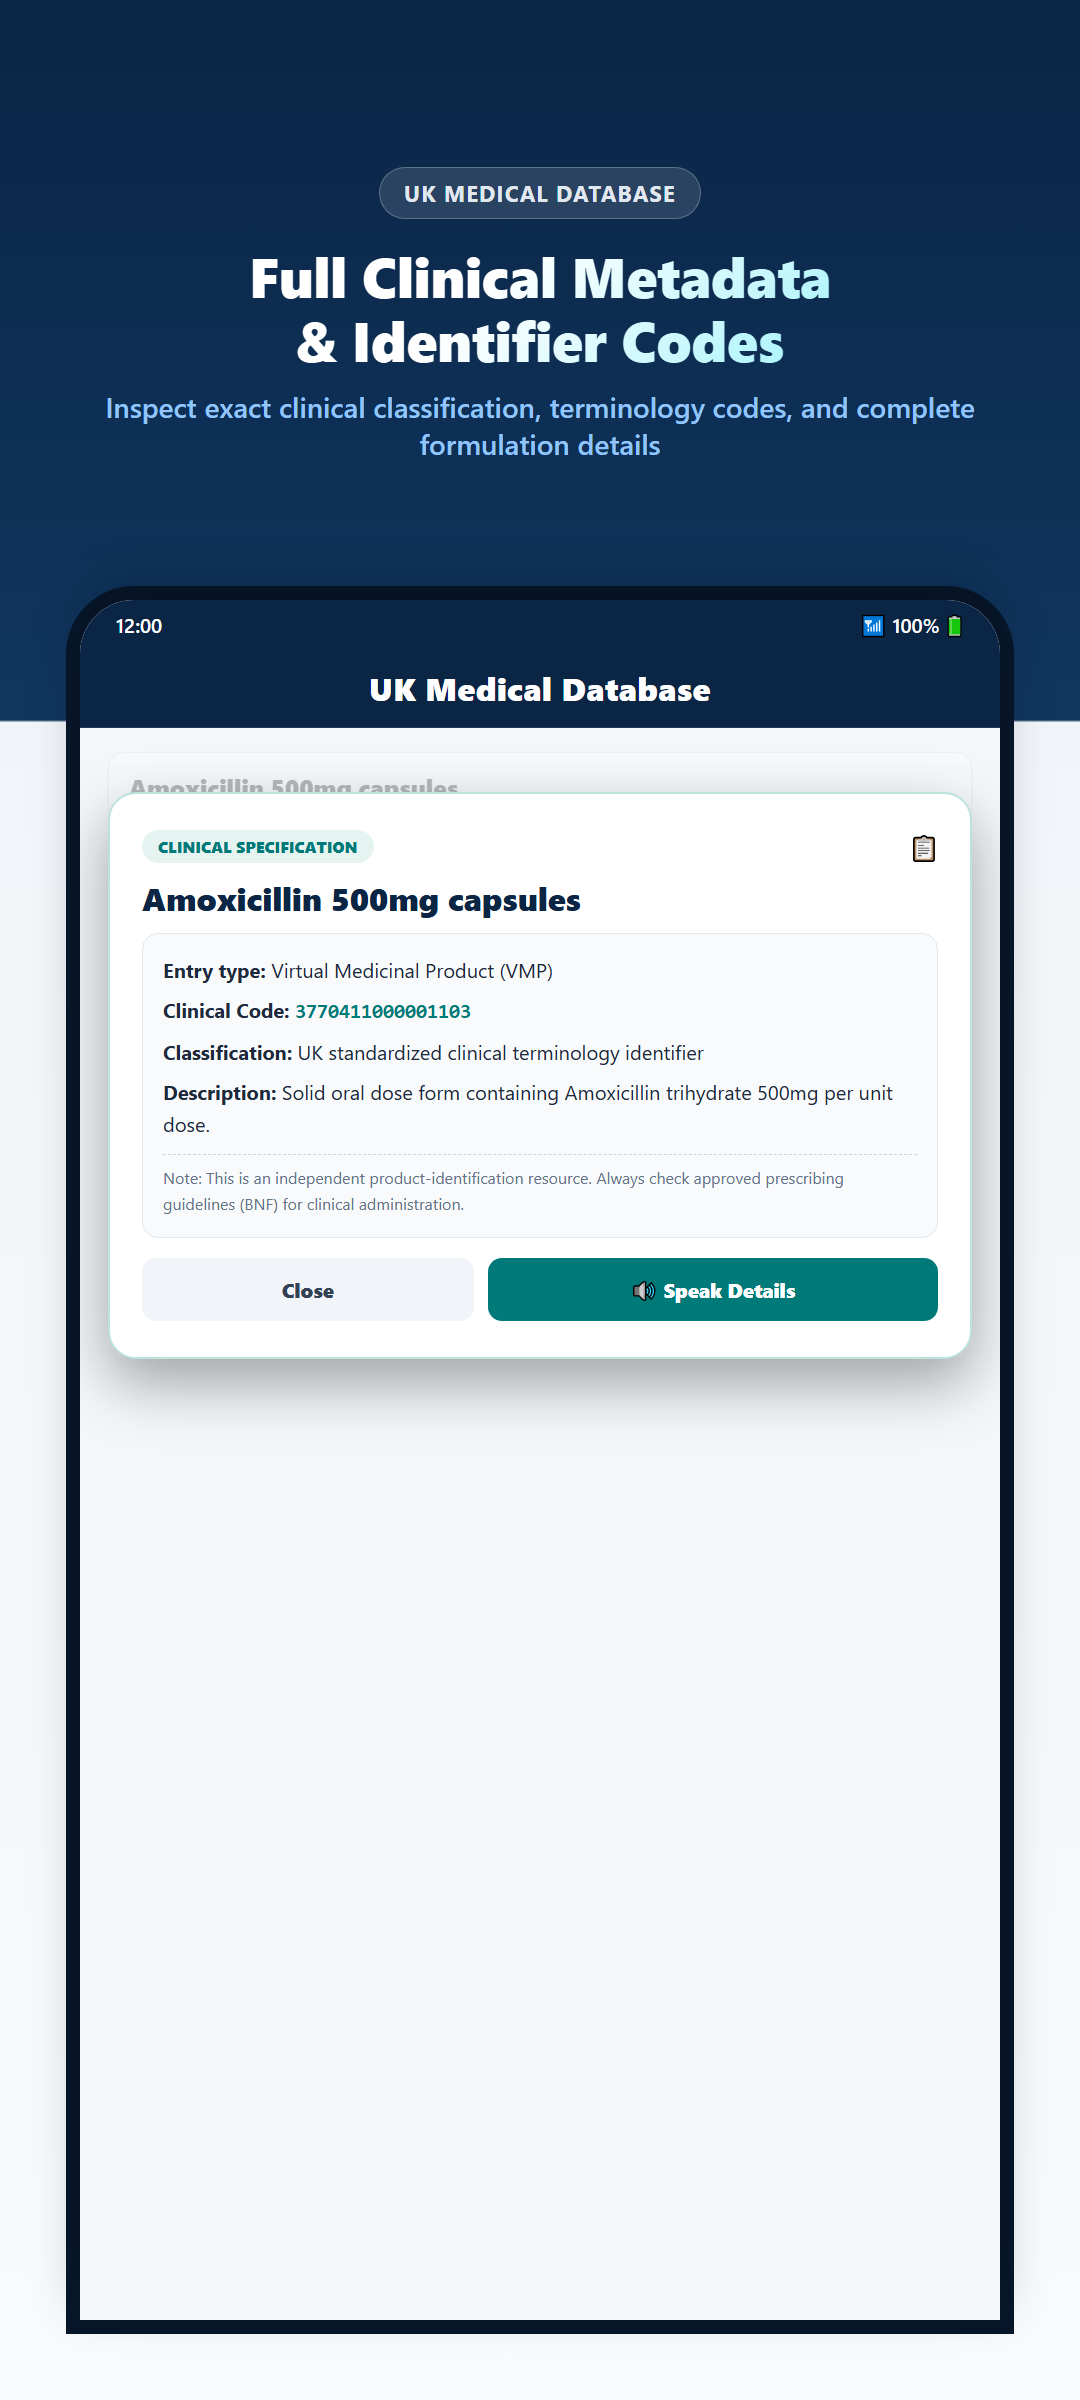 UK MEDICAL DATABASE
Full Clinical Metadata
& Identifier Codes
Inspect exact clinical classification, terminology codes, and complete
formulation details
12:00
100%
UK Medical Database
Amoxicillin 500mg capsules
CLINICAL SPECIFICATION
Amoxicillin 500mg capsules
Entry type: Virtual Medicinal Product (VMP)
Clinical Code: 3770411000001103
Classification: UK standardized clinical terminology identifier
Description: Solid oral dose form containing Amoxicillin trihydrate 500mg per unit
dose.
Note: This is an independent product-identification resource. Always check approved prescribing
guidelines (BNF) for clinical administration.
Close
Speak Details